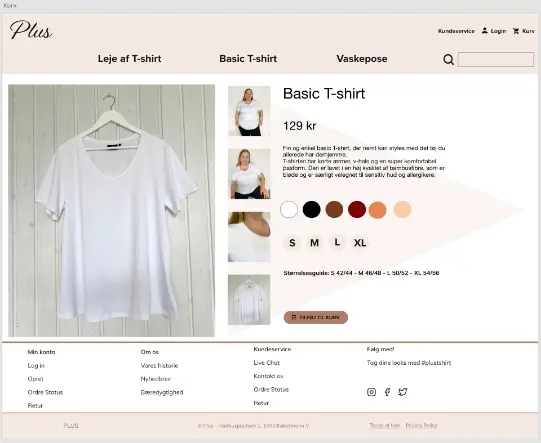 Kurv
Plus
Kundeservice Login Kurv
Leje af T-shirt Basic T-shirt Vaskepose
Basic T-shirt
129 kr
Fin og enkel basic T-shirt, der nemt kan styles med det tøj du
allerede har derhjemme.
T-shirten har korte ærmer, v-hals og en super komfortabel
pasform. Den er lavet i en høj kvalitet af bambusfibre, som er
bløde og er særligt velegnet til sensitiv hud og allergikere.
S M L XL
Størrelsesguide: S 42/44 - M 46/48 - L 50/52 - XL 54/56
TILFØJ TIL KURV
Min konto
Log in
Opret
Ordre Status
Retur
Om os
Vores historie
Nyhedbrev
Bæredygtighed
Kundeservice
Live Chat
Kontakt os
Ordre Status
Retur
Følg med!
Tag dine looks med #plustshirt
PLUS
© Plus - Rådhuspladsen 1, 1550 København V.
Terms of Use Privacy Policy